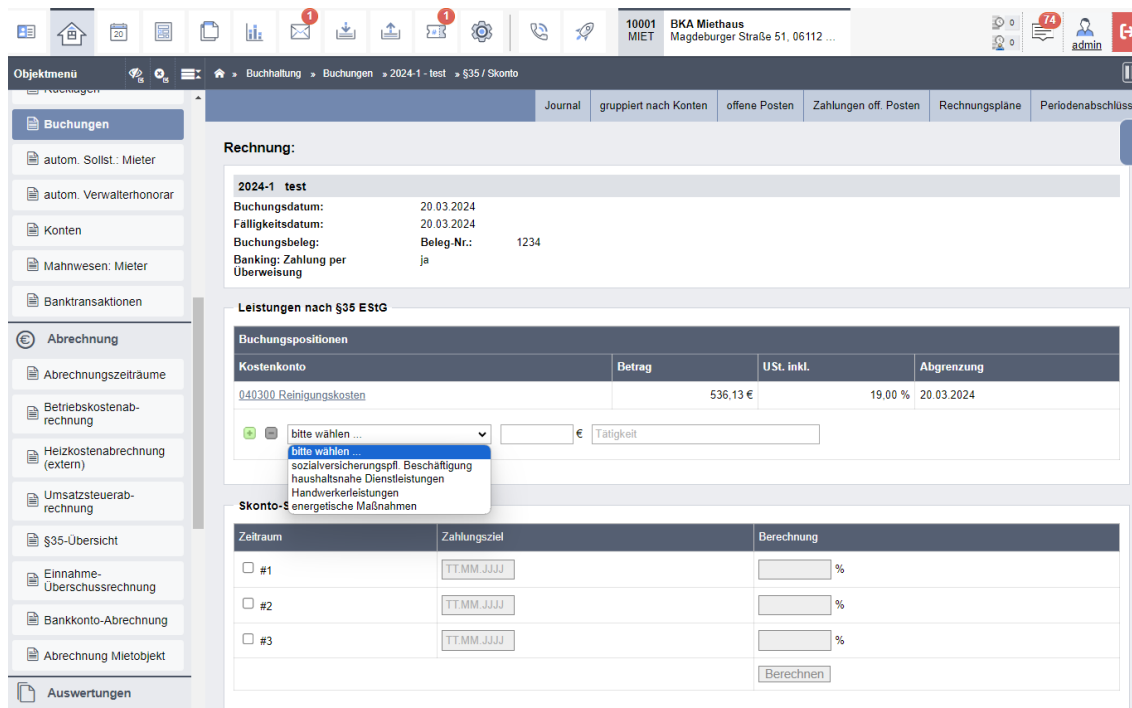 20
1
1
10001 BKA Miethaus
MIET Magdeburger Straße 51, 06112 ...
0
0
74
admin
Objektmenü
» Buchhaltung » Buchungen » 2024-1 - test » §35 / Skonto
Rücklagen
Buchungen
autom. Sollst.: Mieter
autom. Verwalterhonorar
Konten
Mahnwesen: Mieter
Banktransaktionen
Abrechnung
Abrechnungszeiträume
Betriebskostenab-
rechnung
Heizkostenabrechnung
(extern)
Umsatzsteuerab-
rechnung
§35-Übersicht
Einnahme-
Überschussrechnung
Bankkonto-Abrechnung
Abrechnung Mietobjekt
Auswertungen
Journal gruppiert nach Konten offene Posten Zahlungen off. Posten Rechnungspläne Periodenabschlüss
Rechnung:
2024-1 test
Buchungsdatum: 20.03.2024
Fälligkeitsdatum: 20.03.2024
Buchungsbeleg: Beleg-Nr.: 1234
Banking: Zahlung per ja
Überweisung
Leistungen nach §35 EStG
Buchungspositionen
Kostenkonto Betrag USt. inkl. Abgrenzung
040300 Reinigungskosten 536,13 € 19,00 % 20.03.2024
bitte wählen ... € Tätigkeit
bitte wählen ...
sozialversicherungspfl. Beschäftigung
haushaltsnahe Dienstleistungen
Handwerkerleistungen
energetische Maßnahmen
Skonto-S
Zeitraum Zahlungsziel Berechnung
#1 TT.MM.JJJJ %
#2 TT.MM.JJJJ %
#3 TT.MM.JJJJ %
Berechnen